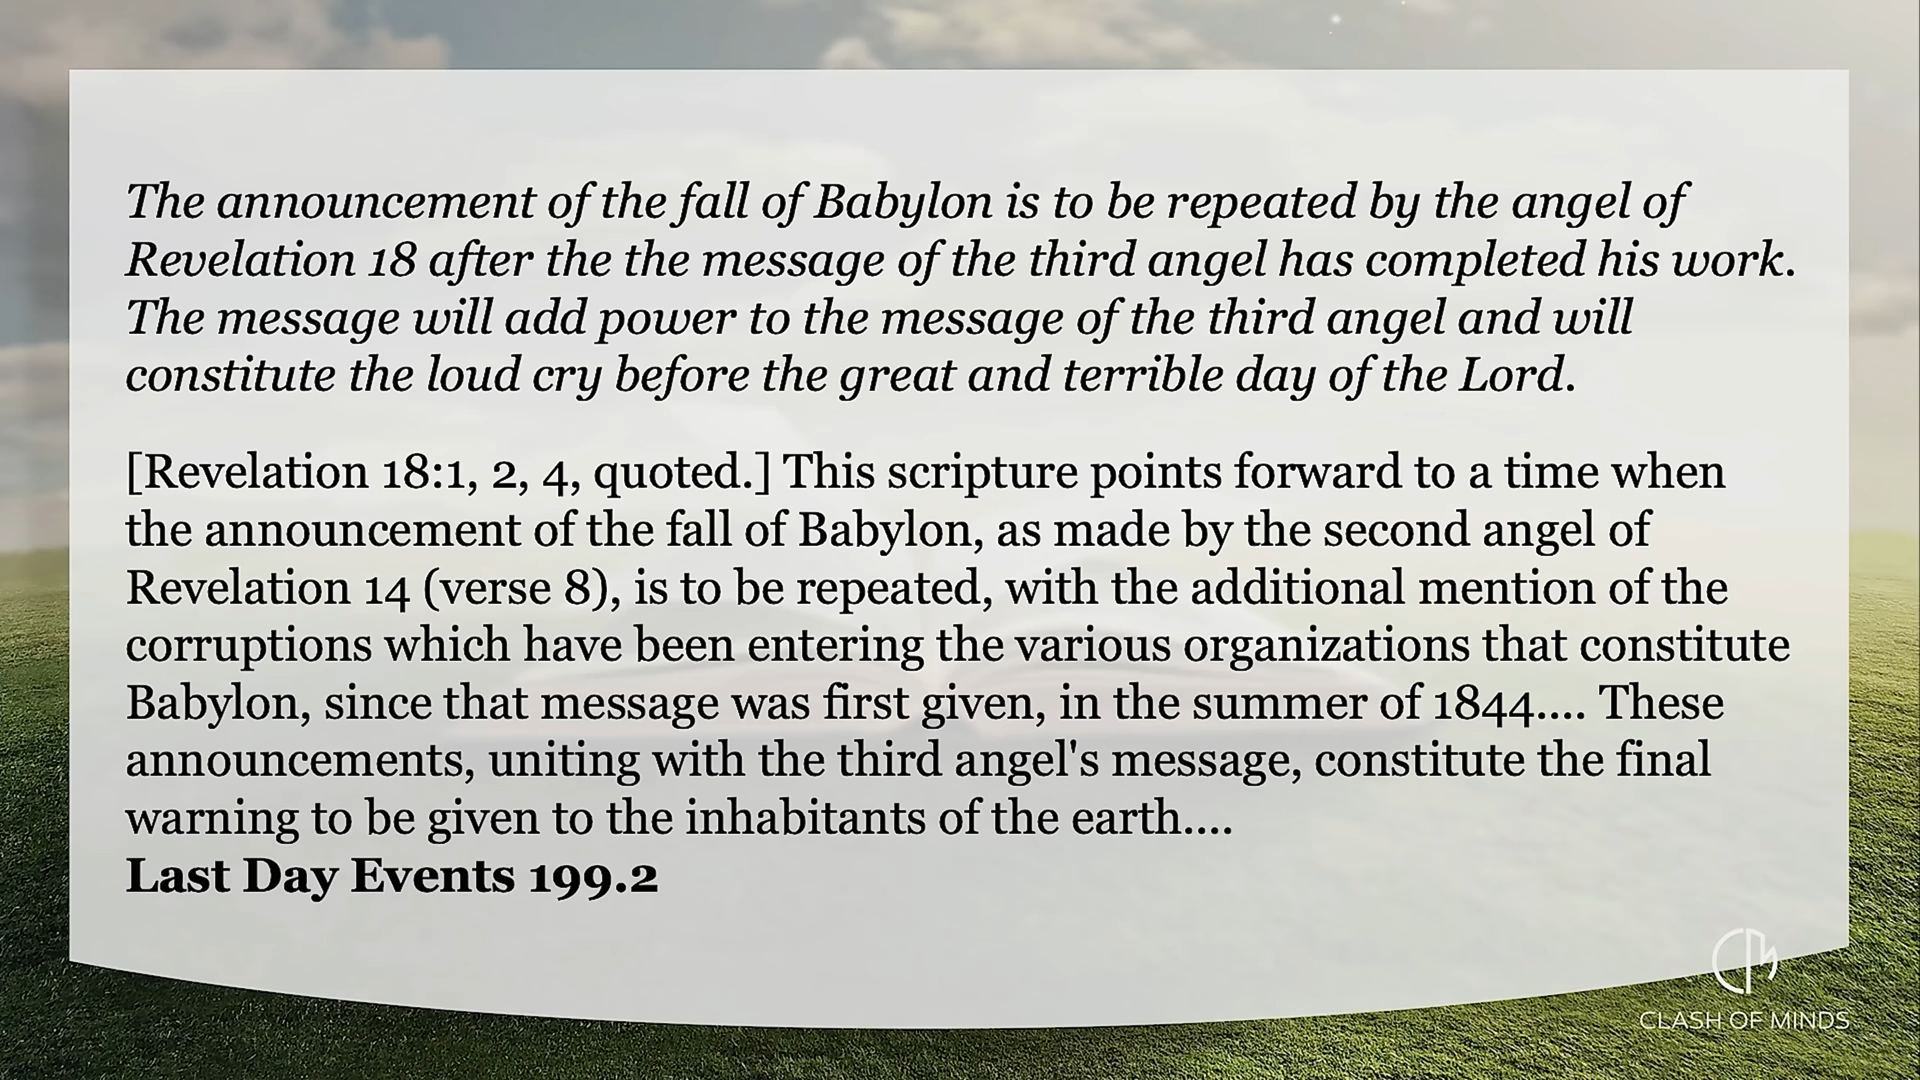 The announcement of the fall of Babylon is to be repeated by the angel of
Revelation 18 after the the message of the third angel has completed his work.
The message will add power to the message of the third angel and will
constitute the loud cry before the great and terrible day of the Lord.
[Revelation 18:1, 2, 4, quoted.] This scripture points forward to a time when
the announcement of the fall of Babylon, as made by the second angel of
Revelation 14 (verse 8), is to be repeated, with the additional mention of the
corruptions which have been entering the various organizations that constitute
Babylon, since that message was first given, in the summer of 1844.... These
announcements, uniting with the third angel's message, constitute the final
warning to be given to the inhabitants of the earth....
Last Day Events 199.2
CLASH OF MINDS